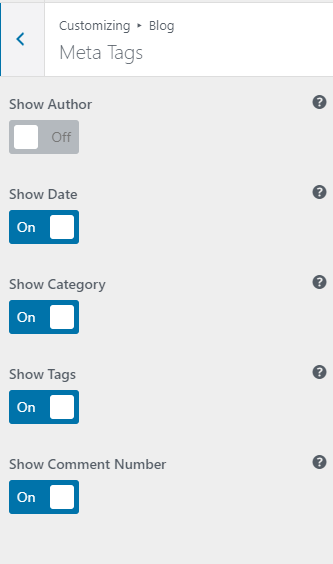 Customizing ▸ Blog
Meta Tags
Show Author
?
Off
Show Date
?
On
Show Category
?
On
Show Tags
?
On
Show Comment Number
?
On